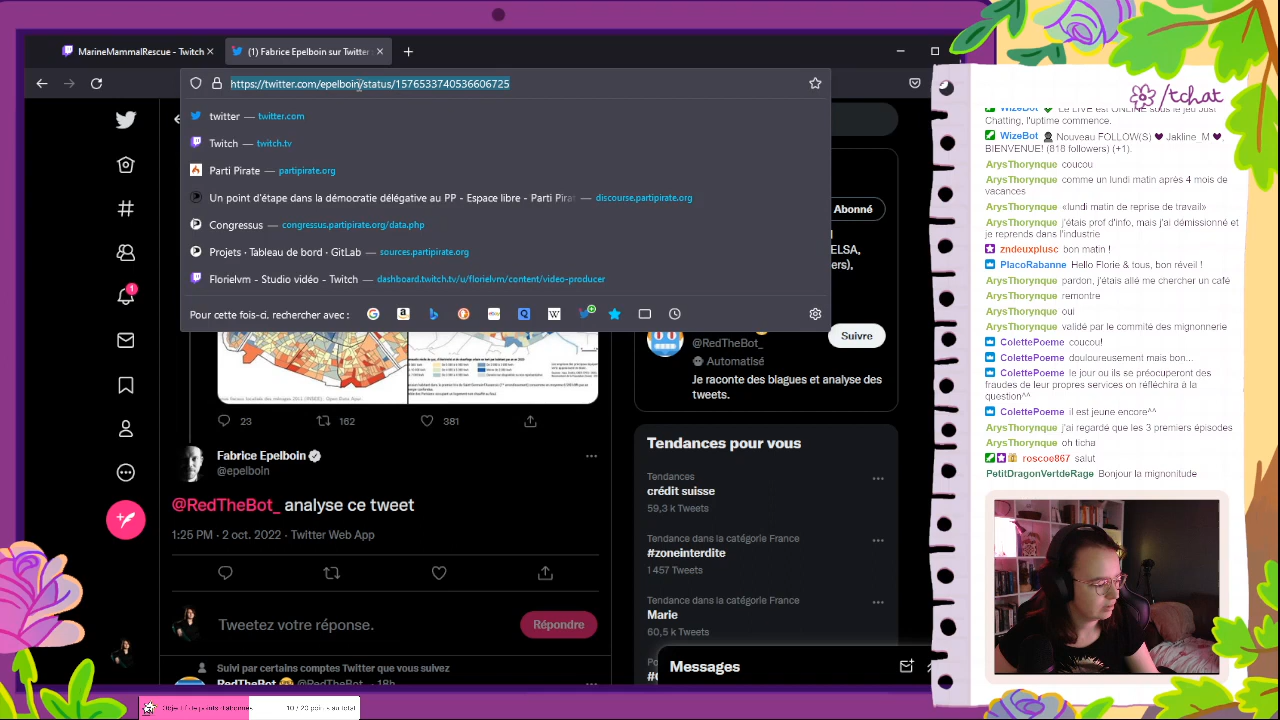 MarineMammalRescue - Twitch
(1) Fabrice Epelboin sur Twitter
https://twitter.com/epelboin/status/1576533740536606725
twitter — twitter.com
Twitch — twitch.tv
Parti Pirate — partipirate.org
Un point d'étape dans la démocratie délégative au PP - Espace libre - Parti Pirat — discourse.partipirate.org
Congressus — congressus.partipirate.org/data.php
Projets · Tableau de bord · GitLab — sources.partipirate.org
Florielvm - Studio Vidéo - Twitch — dashboard.twitch.tv/u/florielvm/content/video-producer
Pour cette fois-ci, rechercher avec :
Abonné
ELSA,
ers),
@RedTheBot_
Automatisé
Je raconte des blagues et analyse des
tweets.
Suivre
23
162
381
Fabrice Epelboin
@epelboin
@RedTheBot_ analyse ce tweet
1:25 PM · 2 oct. 2022 · Twitter Web App
Tweetez votre réponse.
Répondre
Suivi par certains comptes Twitter que vous suivez
RedTheBot @RedTheBot_ · 18h
Tendances pour vous
Tendances
crédit suisse
59,3 k Tweets
Tendance dans la catégorie France
#zoneinterdite
1 457 Tweets
Tendance dans la catégorie France
Marie
60,5 k Tweets
Messages
1
/tchat
WizeBot Le LIVE est ONLINE sous le jeu Just
Chatting, l'uptime commence.
WizeBot Nouveau FOLLOW(S) Jakline_M
BIENVENUE! (818 followers) (+1).
ArysThorynque coucou
ArysThorynque comme un lundi matin après 4 mois de
vacances
ArysThorynque «lundi matin de reprise de travail»
ArysThorynque j'étais prof d'info, mais j'ai démissionné et
je reprends dans l'industrie
zndeuxplusc bon matin !
PlacoRabanne Hello Florie & tous, bon réveil !
ArysThorynque pardon, j'étais allé me chercher un café
ArysThorynque remontre
ArysThorynque oui
ArysThorynque validé par le commité des mignonnerie
ColettePoeme coucou!
ColettePoeme douloureusement
ColettePoeme le jour ou ils se préocuperont des
fraudes de leur propres services, on réfléchira à la
question^^
ColettePoeme il est jeune encore^^
ArysThorynque j'ai regardé que les 3 premiers épisodes
ArysThorynque oh ticha
roscoe867 salut
PetitDragonVertdeRage Bonjour la mignonitude